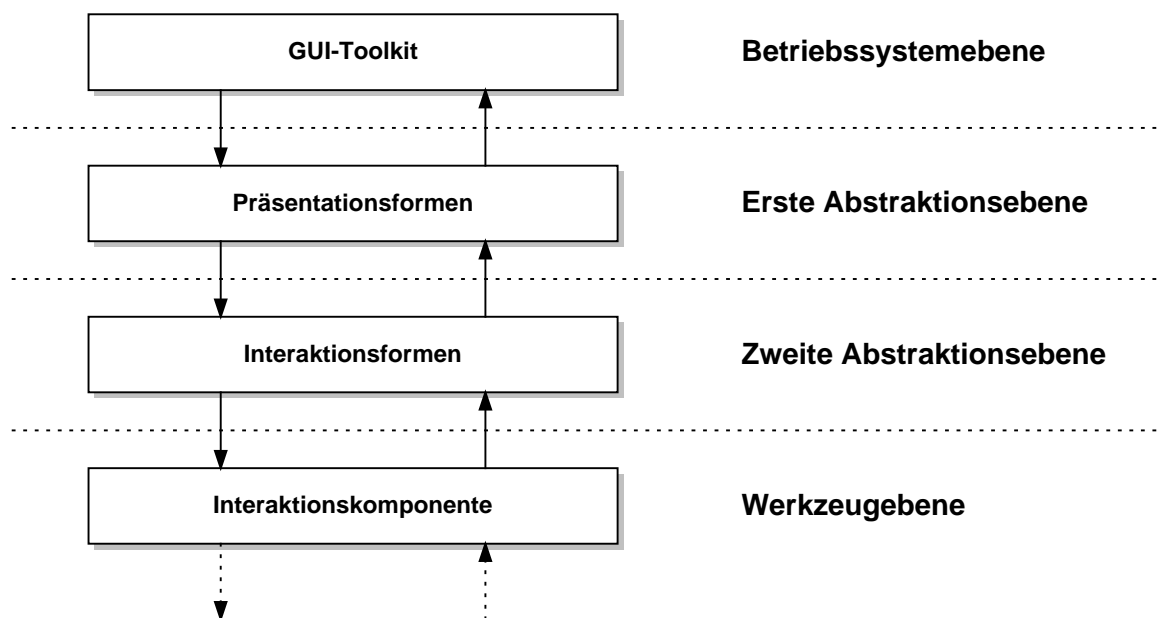 GUI-Toolkit
Betriebssystemebene
Präsentationsformen
Erste Abstraktionsebene
Interaktionsformen
Zweite Abstraktionsebene
Interaktionskomponente
Werkzeugebene